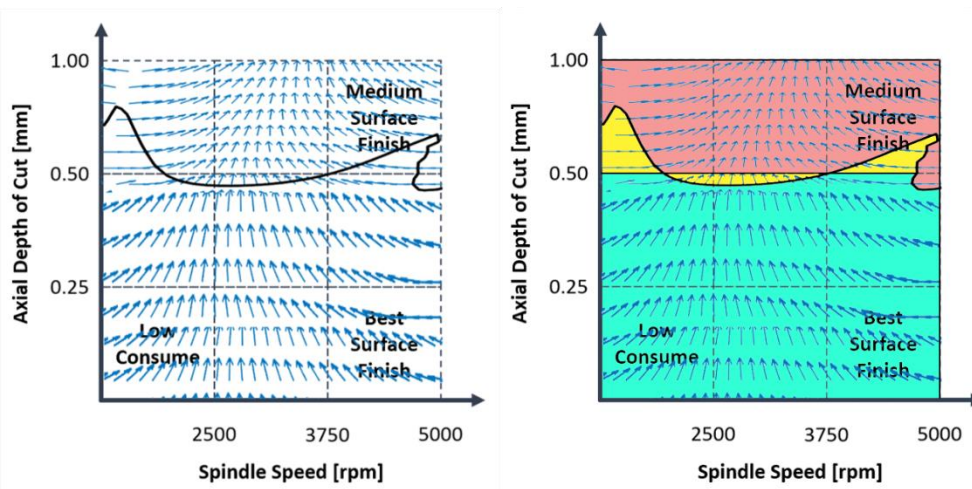 1.00
0.50
0.25
Axial Depth of Cut [mm]
Medium
Surface
Finish
Low
Consume
Best
Surface
Finish
2500
3750
5000
Spindle Speed [rpm]
1.00
0.50
0.25
Axial Depth of Cut [mm]
Medium
Surface
Finish
Low
Consume
Best
Surface
Finish
2500
3750
5000
Spindle Speed [rpm]